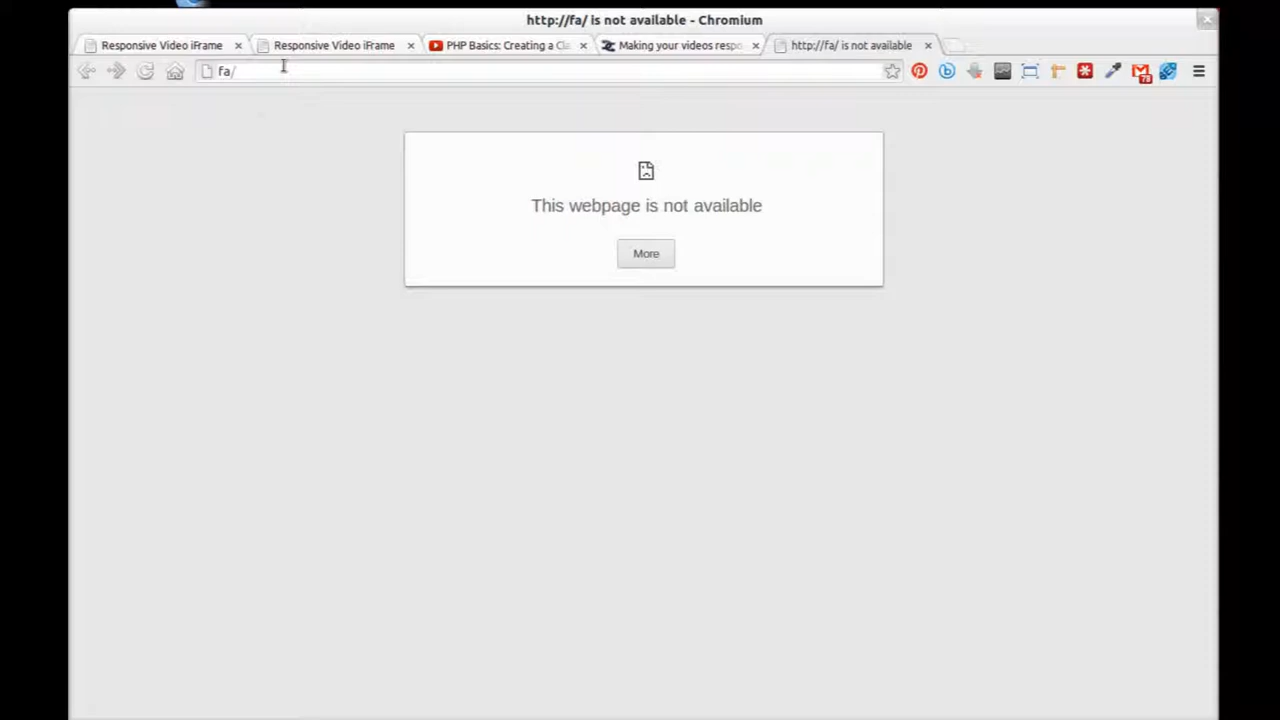 http://fa/ is not available - Chromium
Responsive Video iFrame
Responsive Video iFrame
PHP Basics: Creating a Cl
Making your videos respo
http://fa/ is not available
fa/
78
This webpage is not available
More